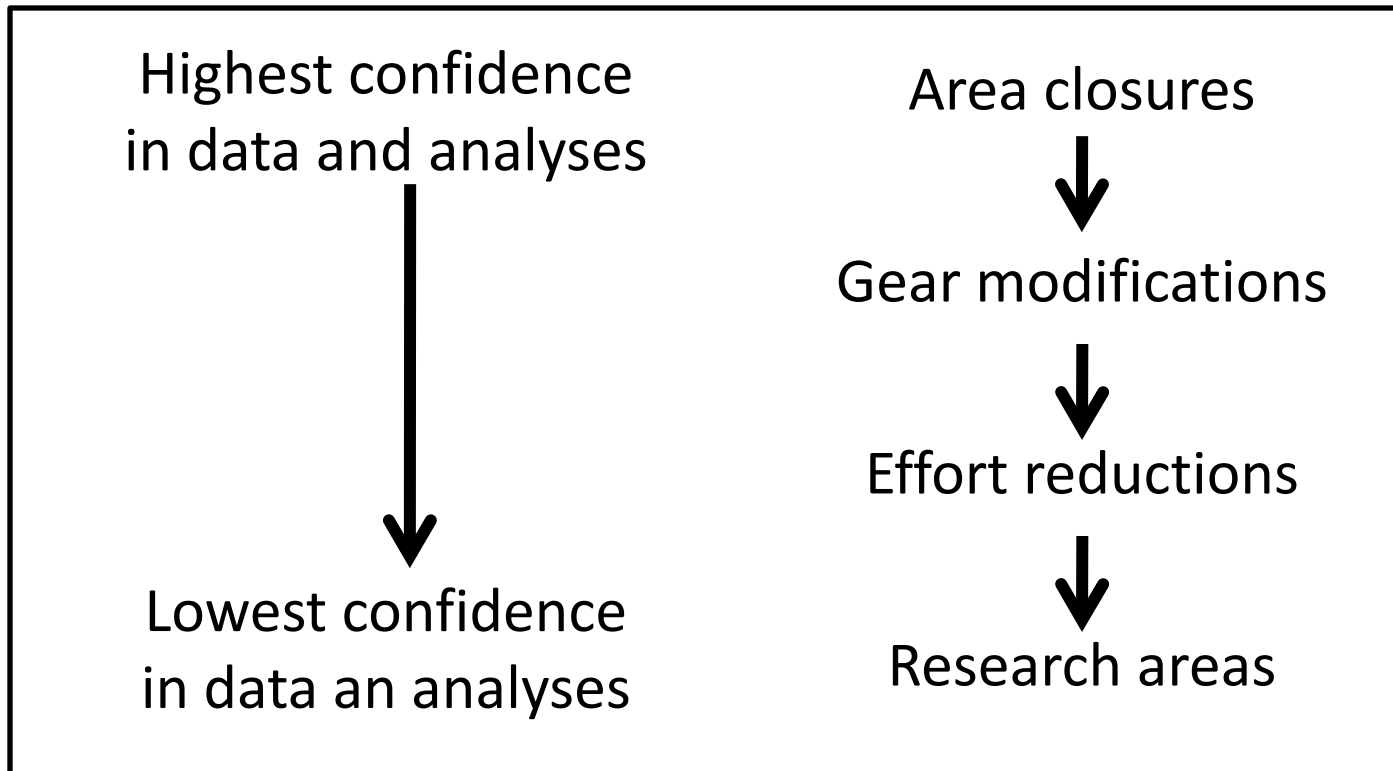 Highest confidence
in data and analyses
Lowest confidence
in data an analyses
Area closures
Gear modifications
Effort reductions
Research areas